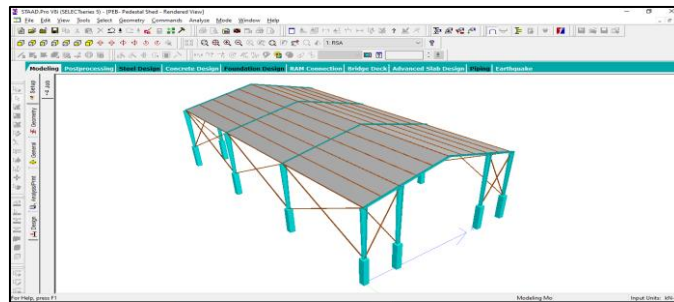 STAAD.Pro V8i (SELECTseries 5) - [PEB- Pedestal Shed - Rendered View]
File Edit View Tools Select Geometry Commands Analyze Mode Window Help
1: RSA
Modeling Postprocessing Steel Design Concrete Design Foundation Design RAM Connection Bridge Deck Advanced Slab Design Piping Earthquake
Setup
Geometry
General
Analysis/Print
Design
For Help, press F1 Modeling Mo Input Units: kN-